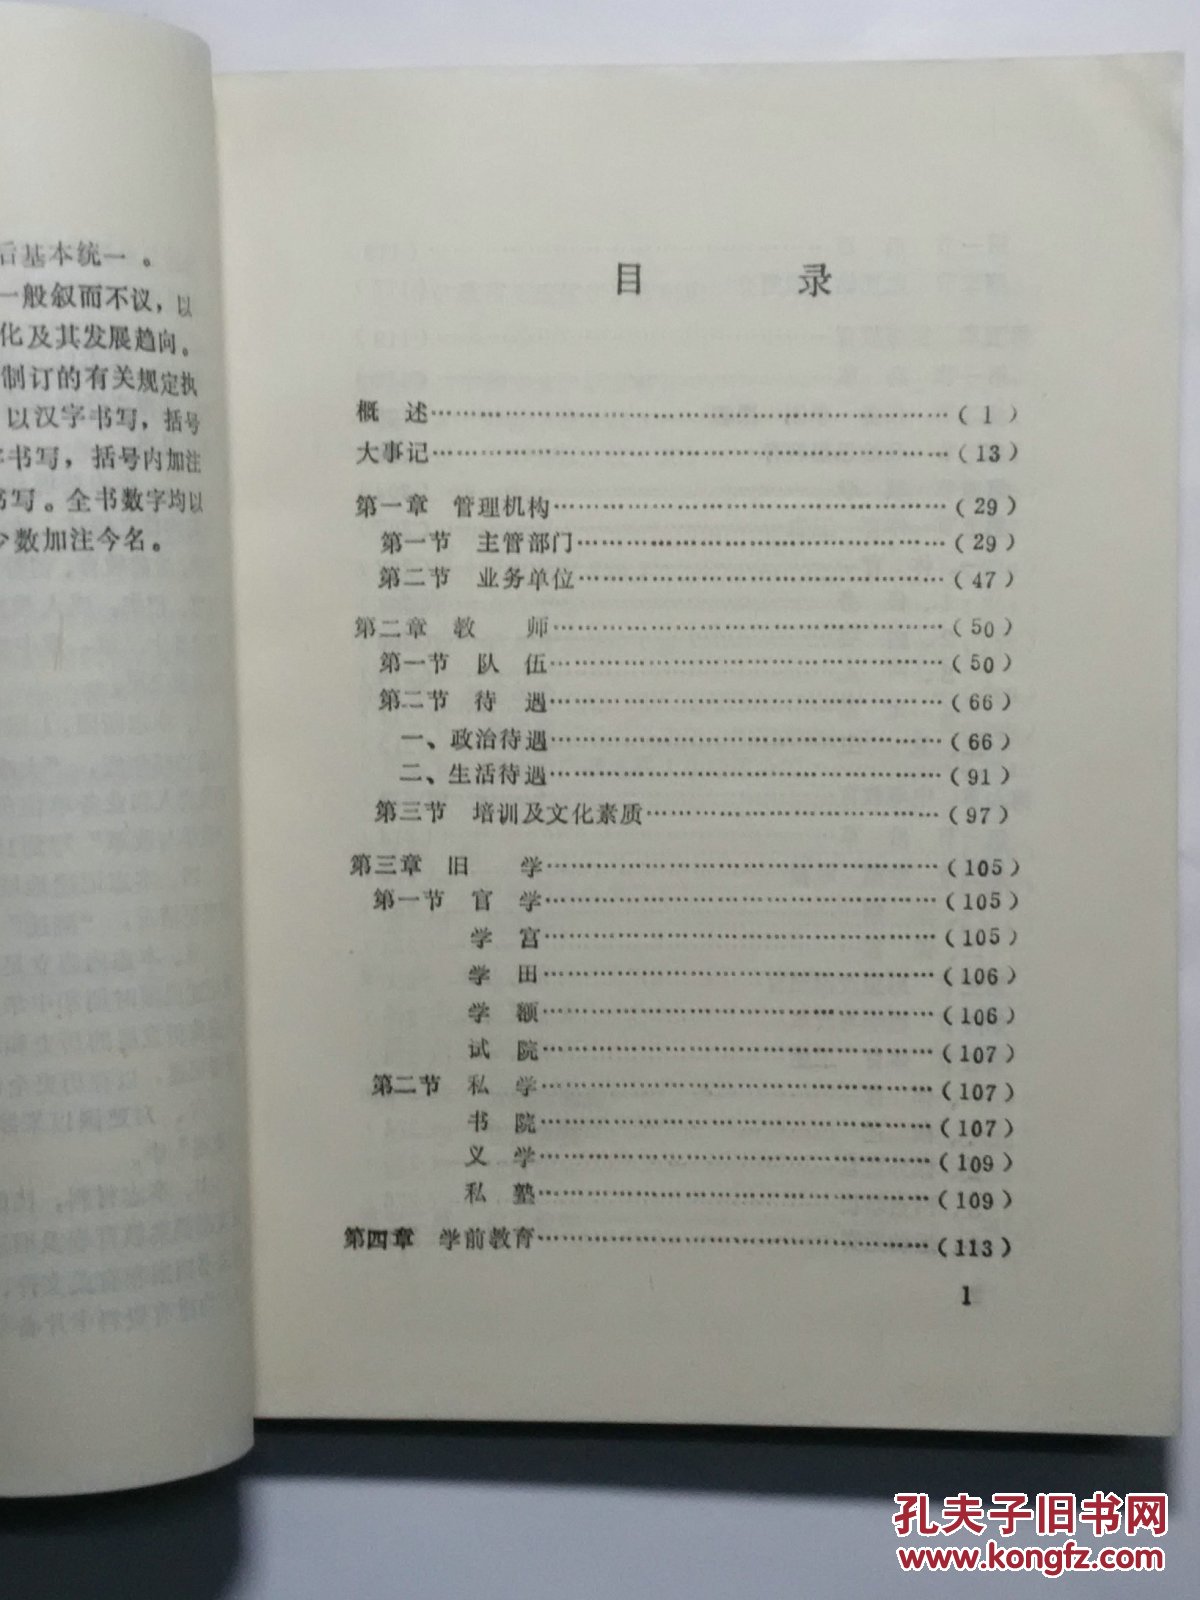 后基本统一。
一般叙而不议，以
化及其发展趋向。
制订的有关规定执
以汉字书写，括号
书写，括号内加注
书写。全书数字均以
少数加注今名。
目　录
概　述……（1）
大事记……（13）
第一章　管理机构……（29）
第一节　主管部门……（29）
第二节　业务单位……（47）
第二章　教　师……（50）
第一节　队　伍……（50）
第二节　待　遇……（66）
一、政治待遇……（66）
二、生活待遇……（91）
第三节　培训及文化素质……（97）
第三章　旧　学……（105）
第一节　官　学……（105）
学　宫……（105）
学　田……（106）
学　额……（106）
试　院……（107）
第二节　私　学……（107）
书　院……（107）
义　学……（109）
私　塾……（109）
第四章　学前教育……（113）
1
孔夫子旧书网
www.kongfz.com